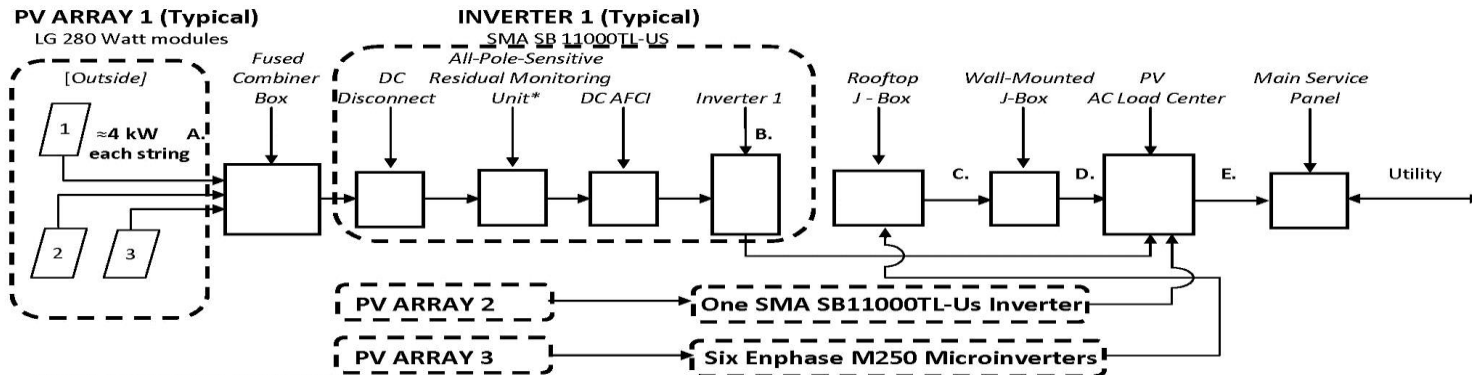 PV ARRAY 1 (Typical)
LG 280 Watt modules
[Outside]
1
≈4 kW
each string
A.
2
3
Fused
Combiner
Box
INVERTER 1 (Typical)
SMA SB 11000TL-US
DC
Disconnect
All-Pole-Sensitive
Residual Monitoring
Unit*
DC AFCI
Inverter 1
B.
Rooftop
J - Box
C.
Wall-Mounted
J-Box
D.
PV
AC Load Center
E.
Main Service
Panel
Utility
PV ARRAY 2
One SMA SB11000TL-Us Inverter
PV ARRAY 3
Six Enphase M250 Microinverters